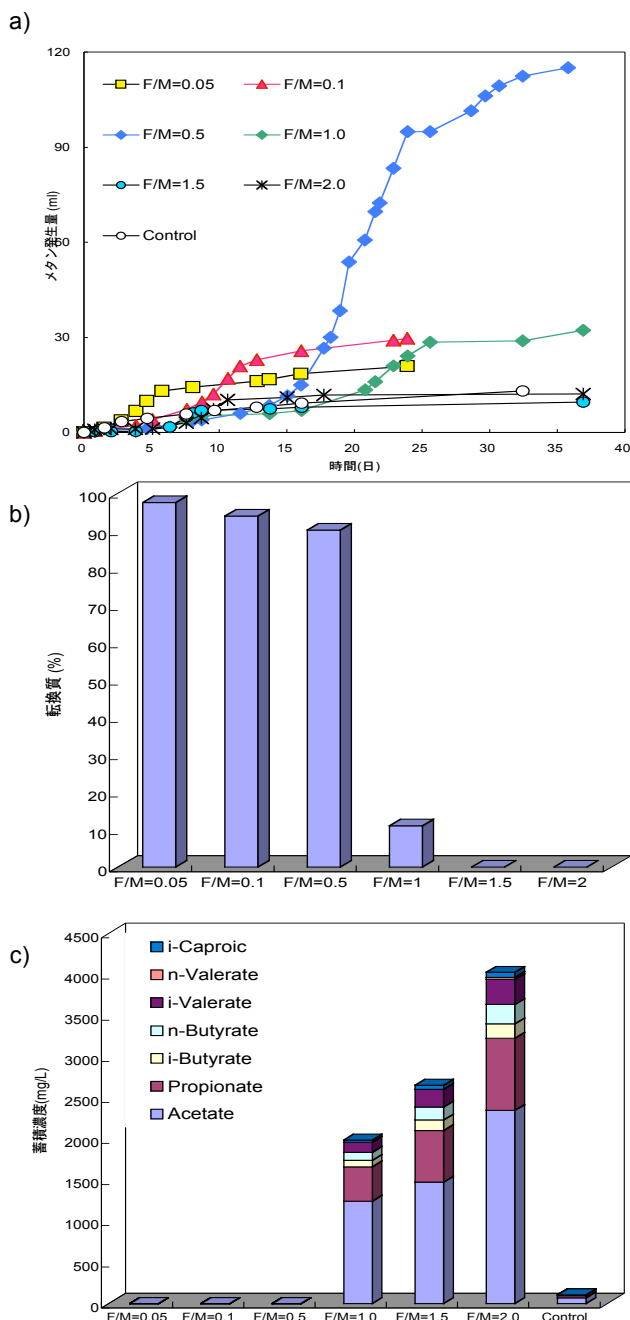 a)
120
90
60
30
0
メタン発生量 (ml)
F/M=0.05
F/M=0.1
F/M=0.5
F/M=1.0
F/M=1.5
F/M=2.0
Control
0 5 10 15 20 25 30 35 40
時間(日)
b)
100
90
80
70
60
50
40
30
20
10
0
転換質 (%)
F/M=0.05 F/M=0.1 F/M=0.5 F/M=1 F/M=1.5 F/M=2
c)
4500
4000
3500
3000
2500
2000
1500
1000
500
0
蓄積濃度(mg/L)
i-Caproic
n-Valerate
i-Valerate
n-Butyrate
i-Butyrate
Propionate
Acetate
F/M=0.05 F/M=0.1 F/M=0.5 F/M=1.0 F/M=1.5 F/M=2.0 Control